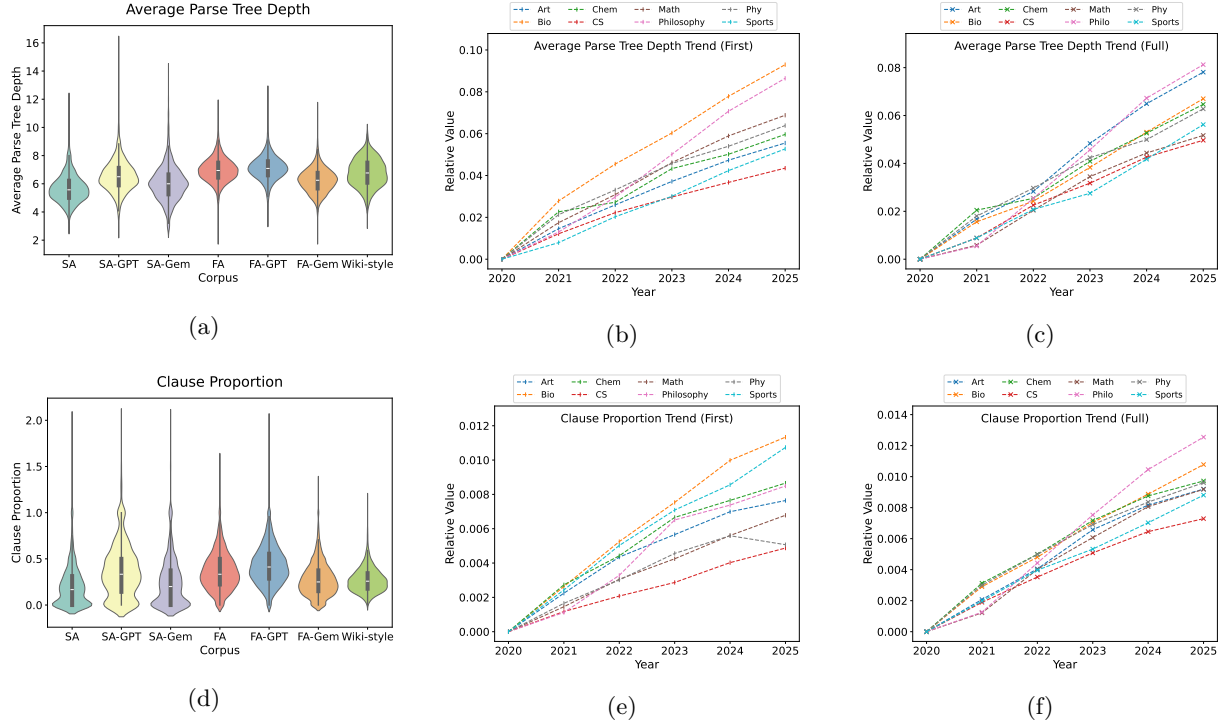 Average Parse Tree Depth
16
14
12
10
8
6
4
2
Average Parse Tree Depth
SA SA-GPT SA-Gem FA FA-GPT FA-Gem Wiki-style
Corpus
(a)
Art Chem Math Phy
Bio CS Philosophy Sports
Average Parse Tree Depth Trend (First)
0.10
0.08
0.06
0.04
0.02
0.00
Relative Value
2020 2021 2022 2023 2024 2025
Year
(b)
Art Chem Math Phy
Bio CS Philo Sports
Average Parse Tree Depth Trend (Full)
0.08
0.06
0.04
0.02
0.00
Relative Value
2020 2021 2022 2023 2024 2025
Year
(c)
Clause Proportion
2.0
1.5
1.0
0.5
0.0
Clause Proportion
SA SA-GPT SA-Gem FA FA-GPT FA-Gem Wiki-style
Corpus
(d)
Art Chem Math Phy
Bio CS Philosophy Sports
Clause Proportion Trend (First)
0.012
0.010
0.008
0.006
0.004
0.002
0.000
Relative Value
2020 2021 2022 2023 2024 2025
Year
(e)
Art Chem Math Phy
Bio CS Philo Sports
Clause Proportion Trend (Full)
0.014
0.012
0.010
0.008
0.006
0.004
0.002
0.000
Relative Value
2020 2021 2022 2023 2024 2025
Year
(f)